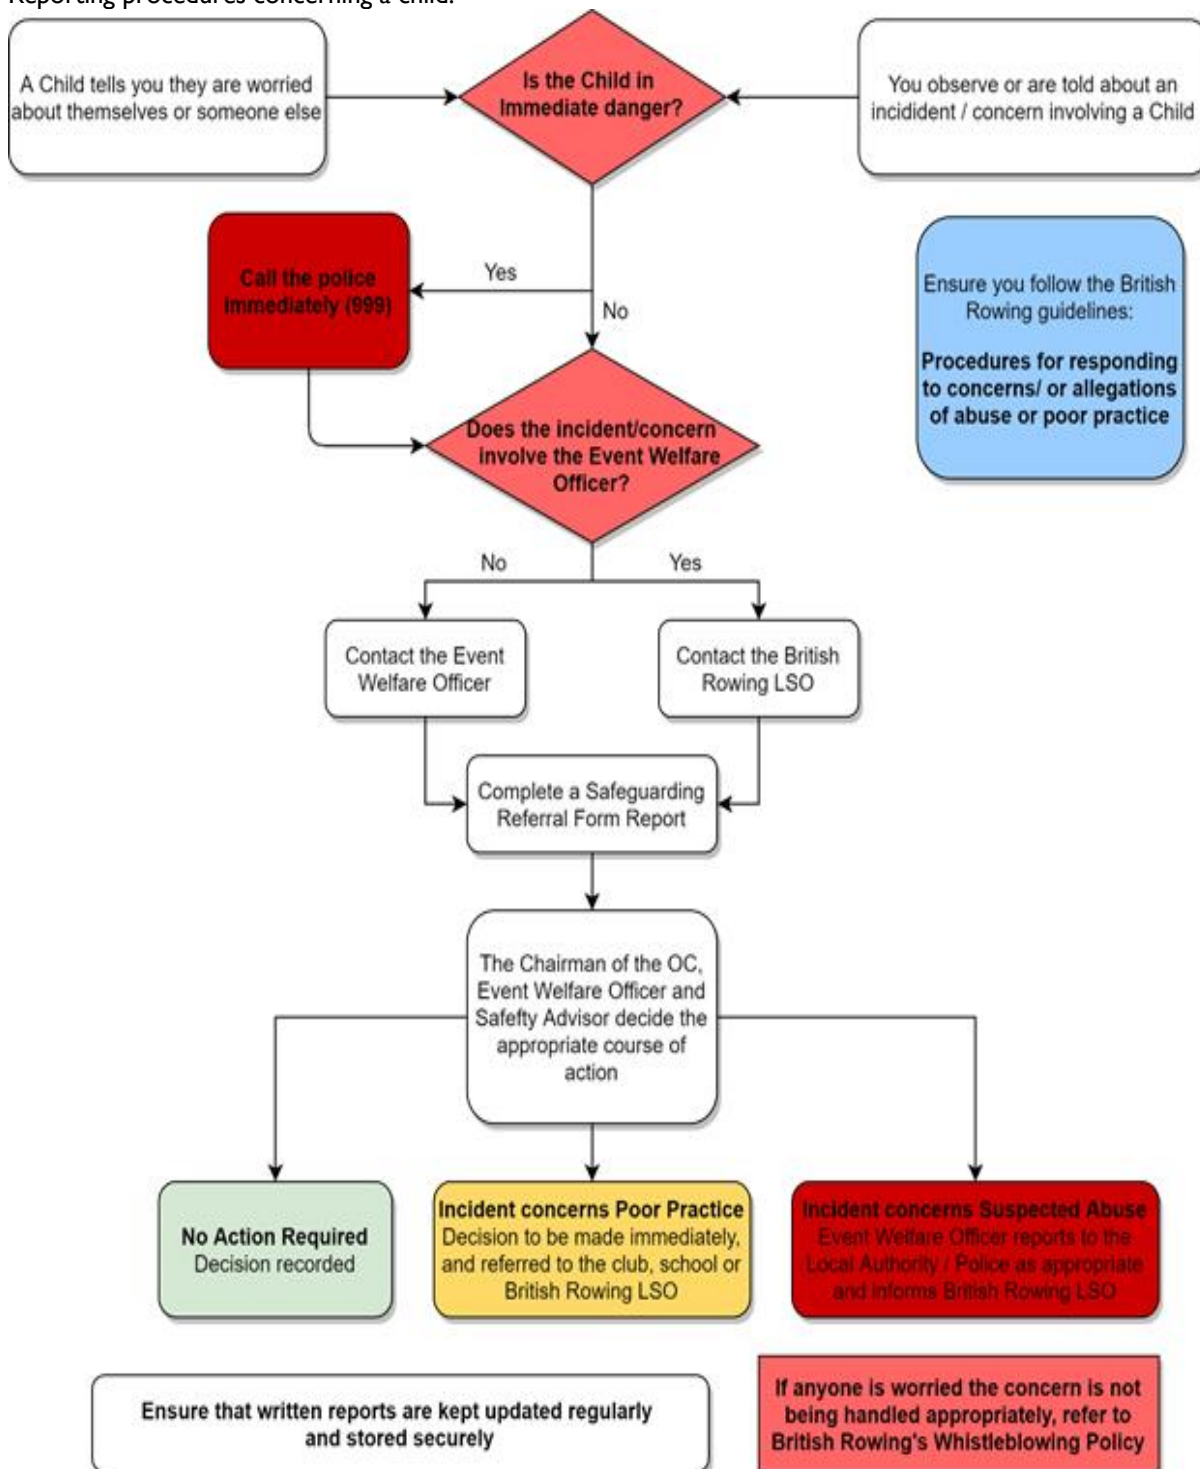 Reporting procedures concerning a child:
A Child tells you they are worried
about themselves or someone else
Is the Child in
Immediate danger?
You observe or are told about an
incidident / concern involving a Child
Call the police
immediately (999)
Yes
No
Ensure you follow the British
Rowing guidelines:
Procedures for responding
to concerns/ or allegations
of abuse or poor practice
Does the incident/concern
involve the Event Welfare
Officer?
No
Yes
Contact the Event
Welfare Officer
Contact the British
Rowing LSO
Complete a Safeguarding
Referral Form Report
The Chairman of the OC,
Event Welfare Officer and
Safefty Advisor decide the
appropriate course of
action
No Action Required
Decision recorded
Incident concerns Poor Practice
Decision to be made immediately,
and referred to the club, school or
British Rowing LSO
Incident concerns Suspected Abuse
Event Welfare Officer reports to the
Local Authority / Police as appropriate
and informs British Rowing LSO
Ensure that written reports are kept updated regularly
and stored securely
If anyone is worried the concern is not
being handled appropriately, refer to
British Rowing's Whistleblowing Policy